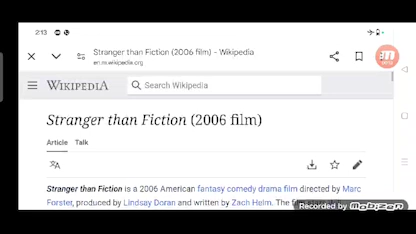 2:13
Stranger than Fiction (2006 film) - Wikipedia
en.m.wikipedia.org
WIKIPEDIA
Search Wikipedia
Stranger than Fiction (2006 film)
Article Talk
Stranger than Fiction is a 2006 American fantasy comedy drama film directed by Marc
Forster, produced by Lindsay Doran and written by Zach Helm. The film
Recorded by Mobizen